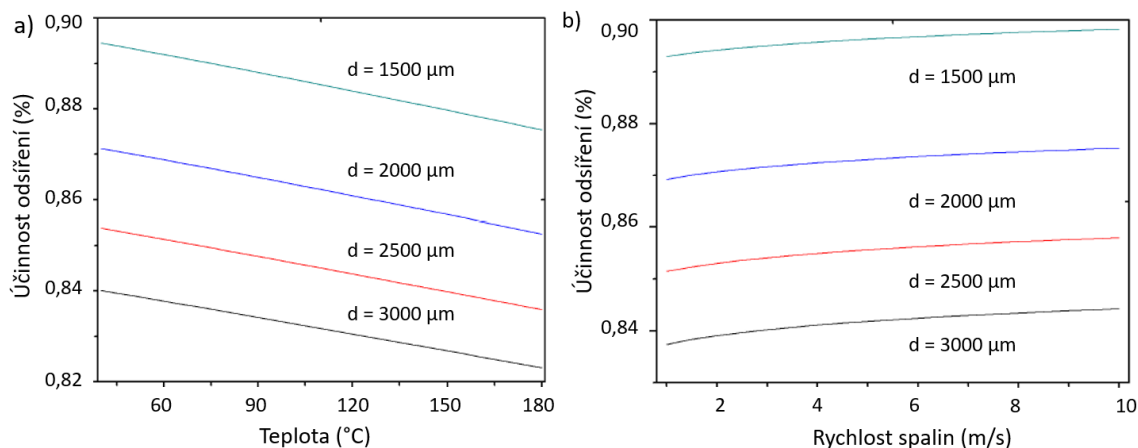 a)
0,90
0,88
0,86
0,84
0,82
Účinnost odsíření (%)
d = 1500 µm
d = 2000 µm
d = 2500 µm
d = 3000 µm
60 90 120 150 180
Teplota (°C)
b)
0,90
0,88
0,86
0,84
Účinnost odsíření (%)
d = 1500 µm
d = 2000 µm
d = 2500 µm
d = 3000 µm
2 4 6 8 10
Rychlost spalin (m/s)